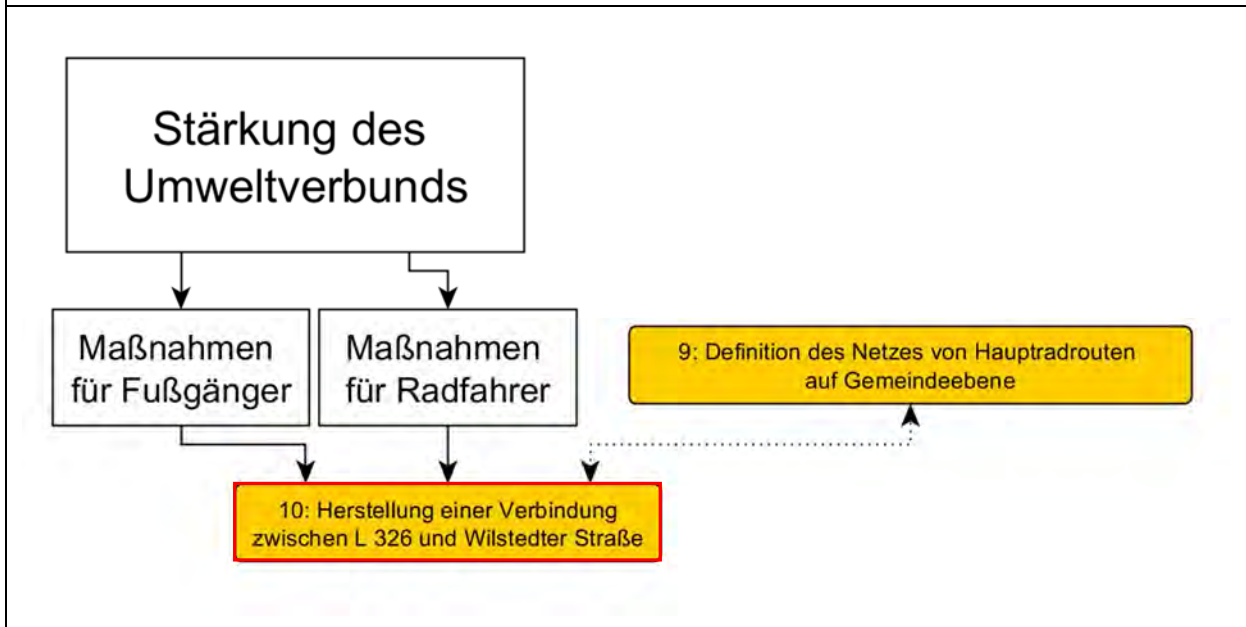 Stärkung des
Umweltverbunds
Maßnahmen
für Fußgänger
Maßnahmen
für Radfahrer
9: Definition des Netzes von Hauptradrouten
auf Gemeindeebene
10: Herstellung einer Verbindung
zwischen L 326 und Wilstedter Straße